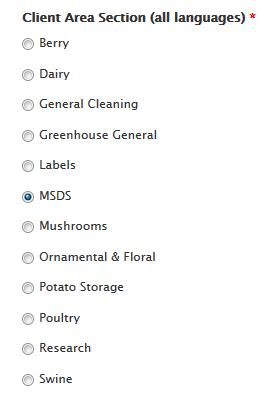 Client Area Section (all languages) *
Berry
Dairy
General Cleaning
Greenhouse General
Labels
MSDS
Mushrooms
Ornamental & Floral
Potato Storage
Poultry
Research
Swine